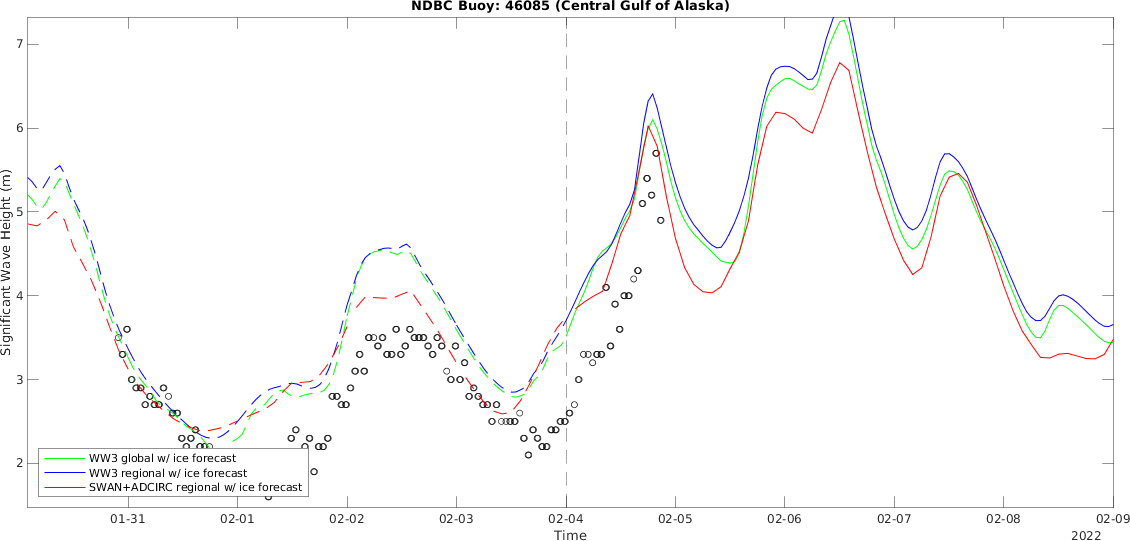 NDBC Buoy: 46085 (Central Gulf of Alaska)
Significant Wave Height (m)
7
6
5
4
3
2
WW3 global w/ ice forecast
WW3 regional w/ ice forecast
SWAN+ADCIRC regional w/ ice forecast
01-31 02-01 02-02 02-03 02-04 02-05 02-06 02-07 02-08 02-09
Time
2022